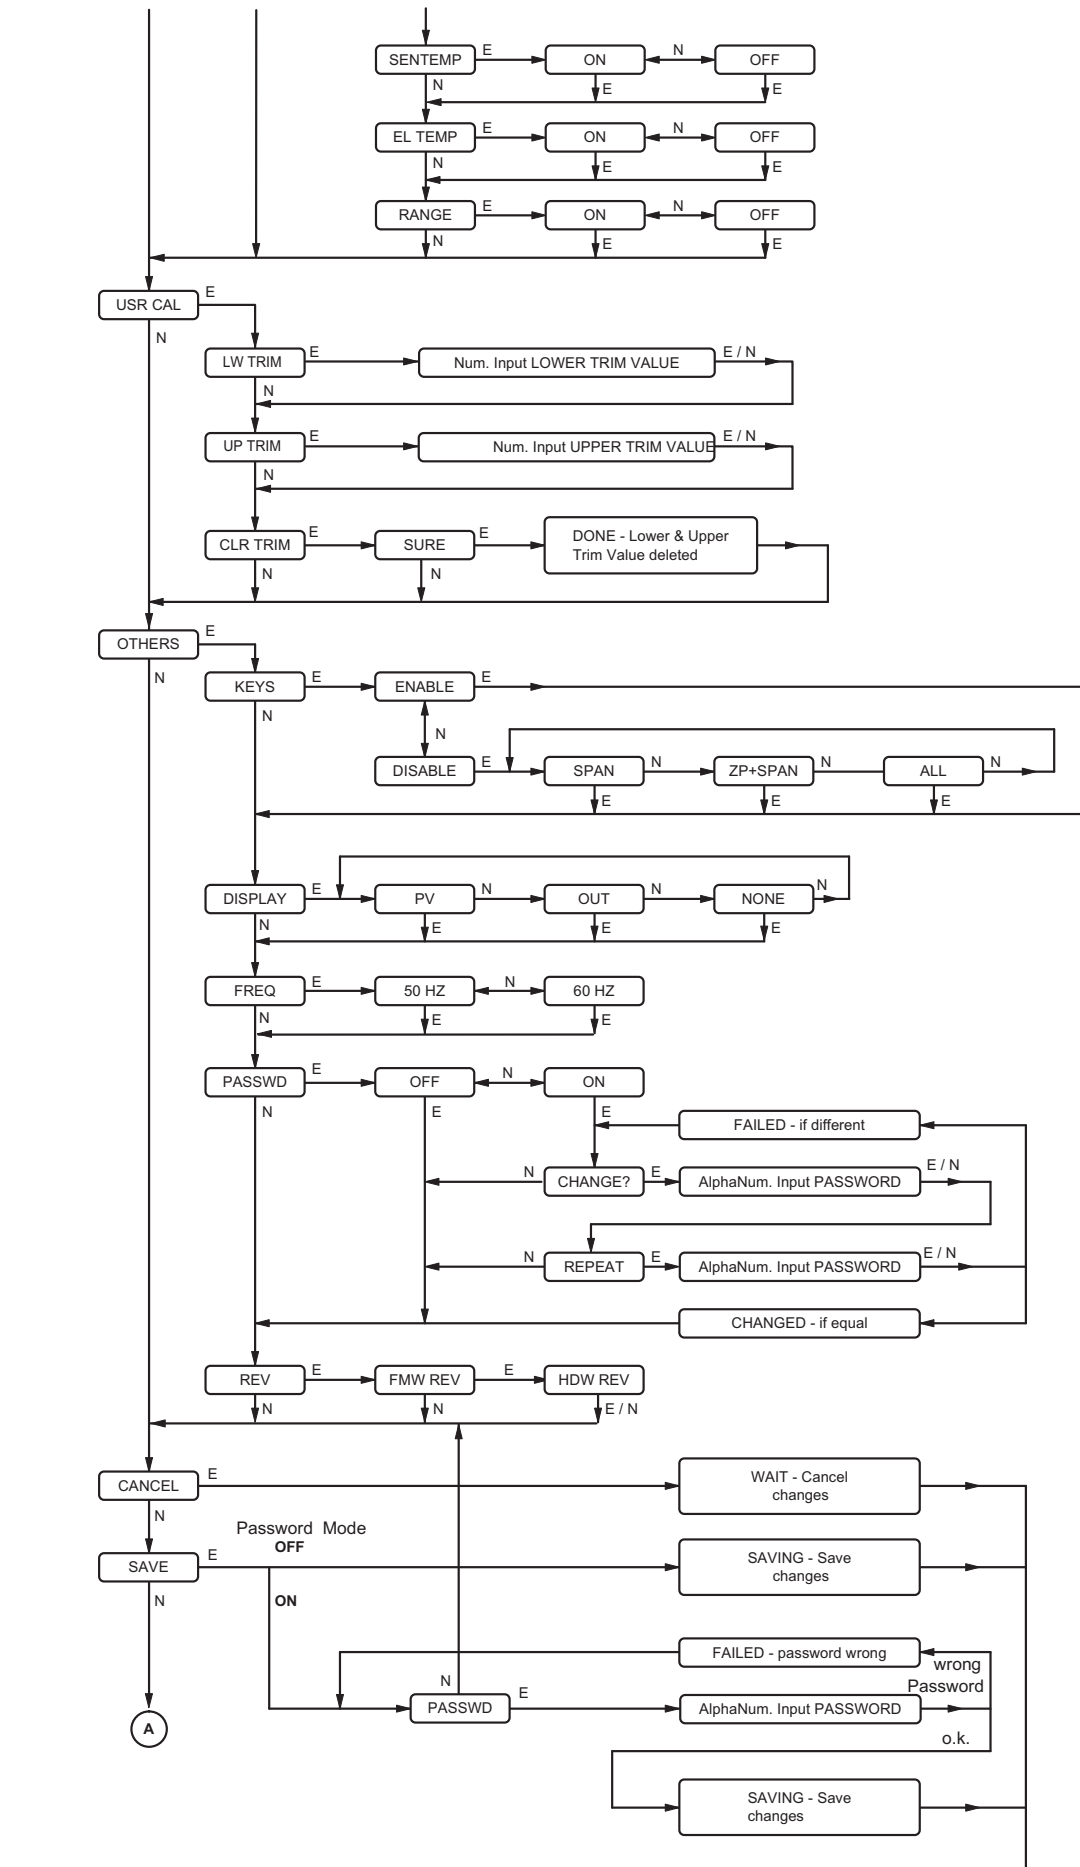 SENTEMP E ON N OFF
N E E
EL TEMP E ON N OFF
N E E
RANGE E ON N OFF
N E E
USR CAL E
N
LW TRIM E Num. Input LOWER TRIM VALUE E / N
N
UP TRIM E Num. Input UPPER TRIM VALUE E / N
N
CLR TRIM E SURE E DONE - Lower & Upper
Trim Value deleted
N N
OTHERS E
N
KEYS E ENABLE E
N
N
DISABLE E SPAN N ZP+SPAN N ALL N
E E E
DISPLAY E PV N OUT N NONE N
N E E E
FREQ E 50 HZ N 60 HZ
N E E
PASSWD E OFF N ON
N E E
FAILED - if different
N CHANGE? E AlphaNum. Input PASSWORD E / N
N REPEAT E AlphaNum. Input PASSWORD E / N
CHANGED - if equal
REV E FMW REV E HDW REV
N N E / N
CANCEL E WAIT - Cancel
changes
N
Password Mode
OFF
SAVE E SAVING - Save
changes
N ON
FAILED - password wrong
wrong
Password
N
PASSWD E AlphaNum. Input PASSWORD
A
o.k.
SAVING - Save
changes